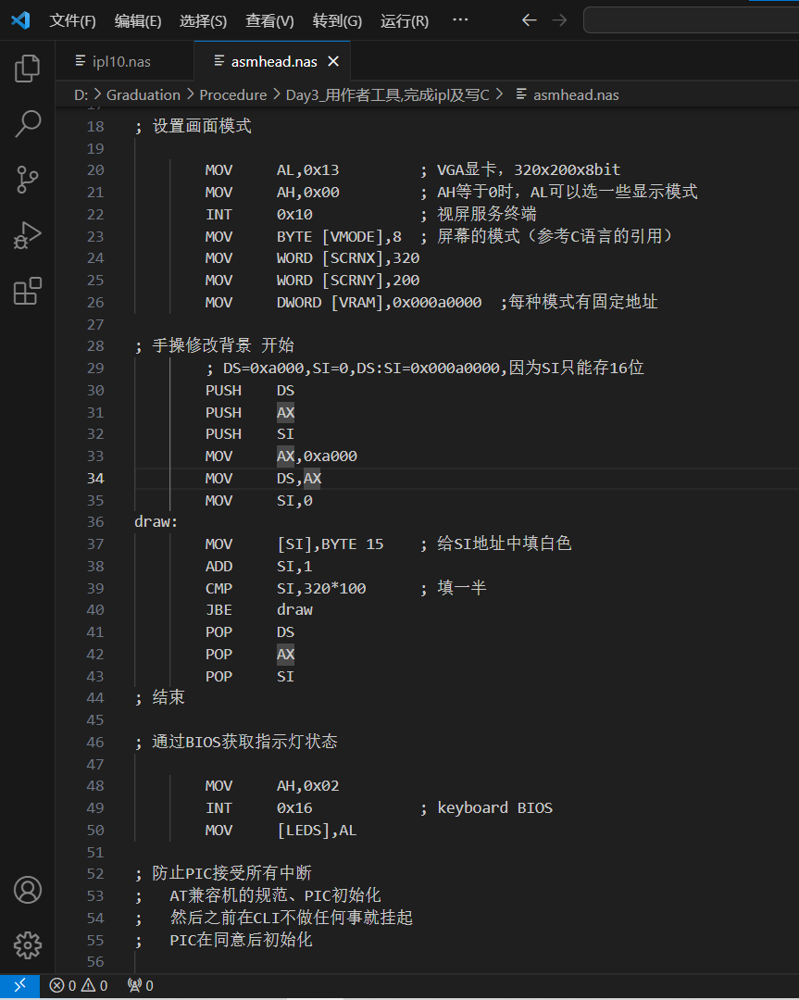 文件(F) 编辑(E) 选择(S) 查看(V) 转到(G) 运行(R) ···
ipl10.nas asmhead.nas
D: > Graduation > Procedure > Day3_用作者工具,完成ipl及写C > asmhead.nas
17
18 ; 设置画面模式
19
20 MOV AL,0x13 ; VGA显卡，320x200x8bit
21 MOV AH,0x00 ; AH等于0时，AL可以选一些显示模式
22 INT 0x10 ; 视屏服务终端
23 MOV BYTE [VMODE],8 ; 屏幕的模式（参考C语言的引用）
24 MOV WORD [SCRNX],320
25 MOV WORD [SCRNY],200
26 MOV DWORD [VRAM],0x000a0000 ;每种模式有固定地址
27
28 ; 手操修改背景 开始
29 ; DS=0xa000,SI=0,DS:SI=0x000a0000,因为SI只能存16位
30 PUSH DS
31 PUSH AX
32 PUSH SI
33 MOV AX,0xa000
34 MOV DS,AX
35 MOV SI,0
36 draw:
37 MOV [SI],BYTE 15 ; 给SI地址中填白色
38 ADD SI,1
39 CMP SI,320*100 ; 填一半
40 JBE draw
41 POP DS
42 POP AX
43 POP SI
44 ; 结束
45
46 ; 通过BIOS获取指示灯状态
47
48 MOV AH,0x02
49 INT 0x16 ; keyboard BIOS
50 MOV [LEDS],AL
51
52 ; 防止PIC接受所有中断
53 ; AT兼容机的规范、PIC初始化
54 ; 然后之前在CLI不做任何事就挂起
55 ; PIC在同意后初始化
56
0 0 0